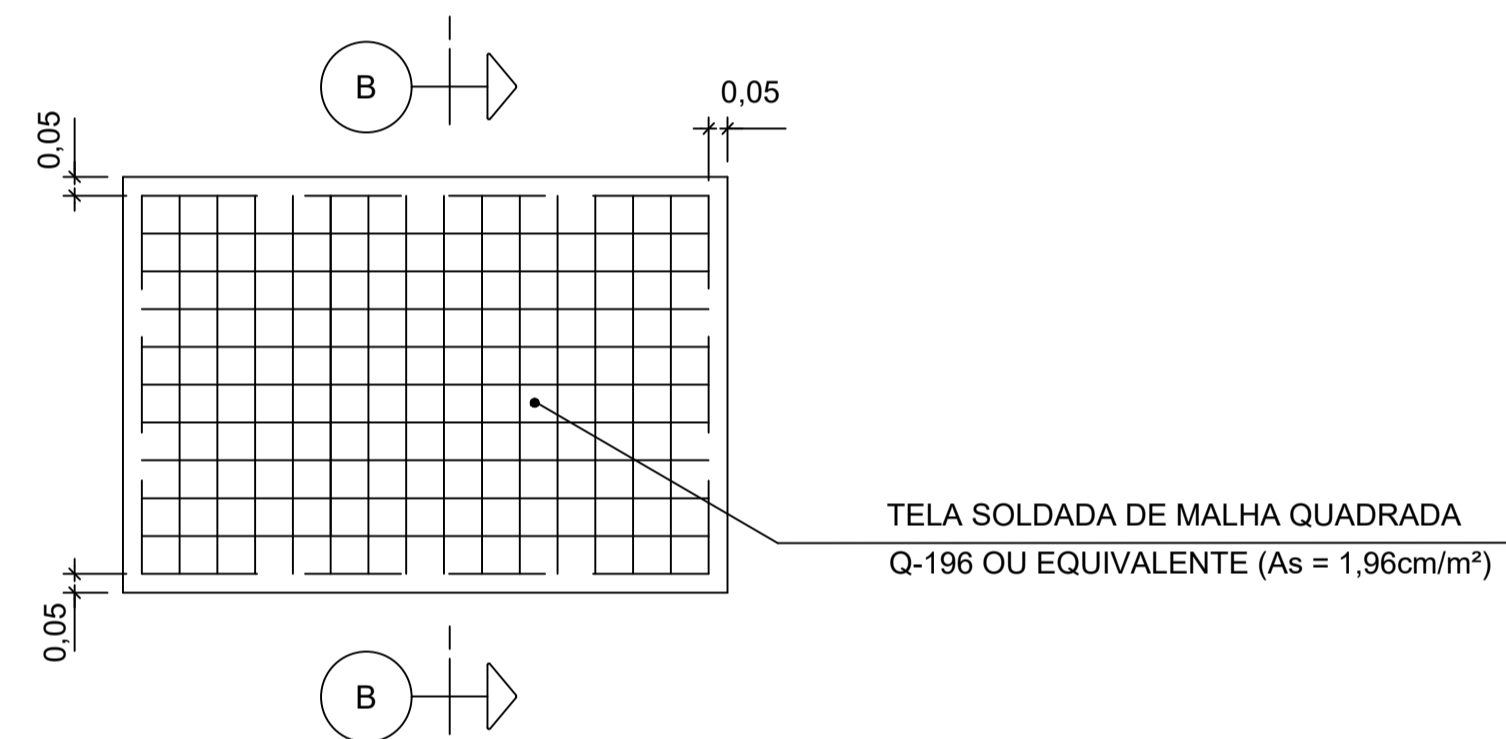 B
0,05
0,05
TELA SOLDADA DE MALHA QUADRADA
Q-196 OU EQUIVALENTE (As = 1,96cm/m²)
0,05
B